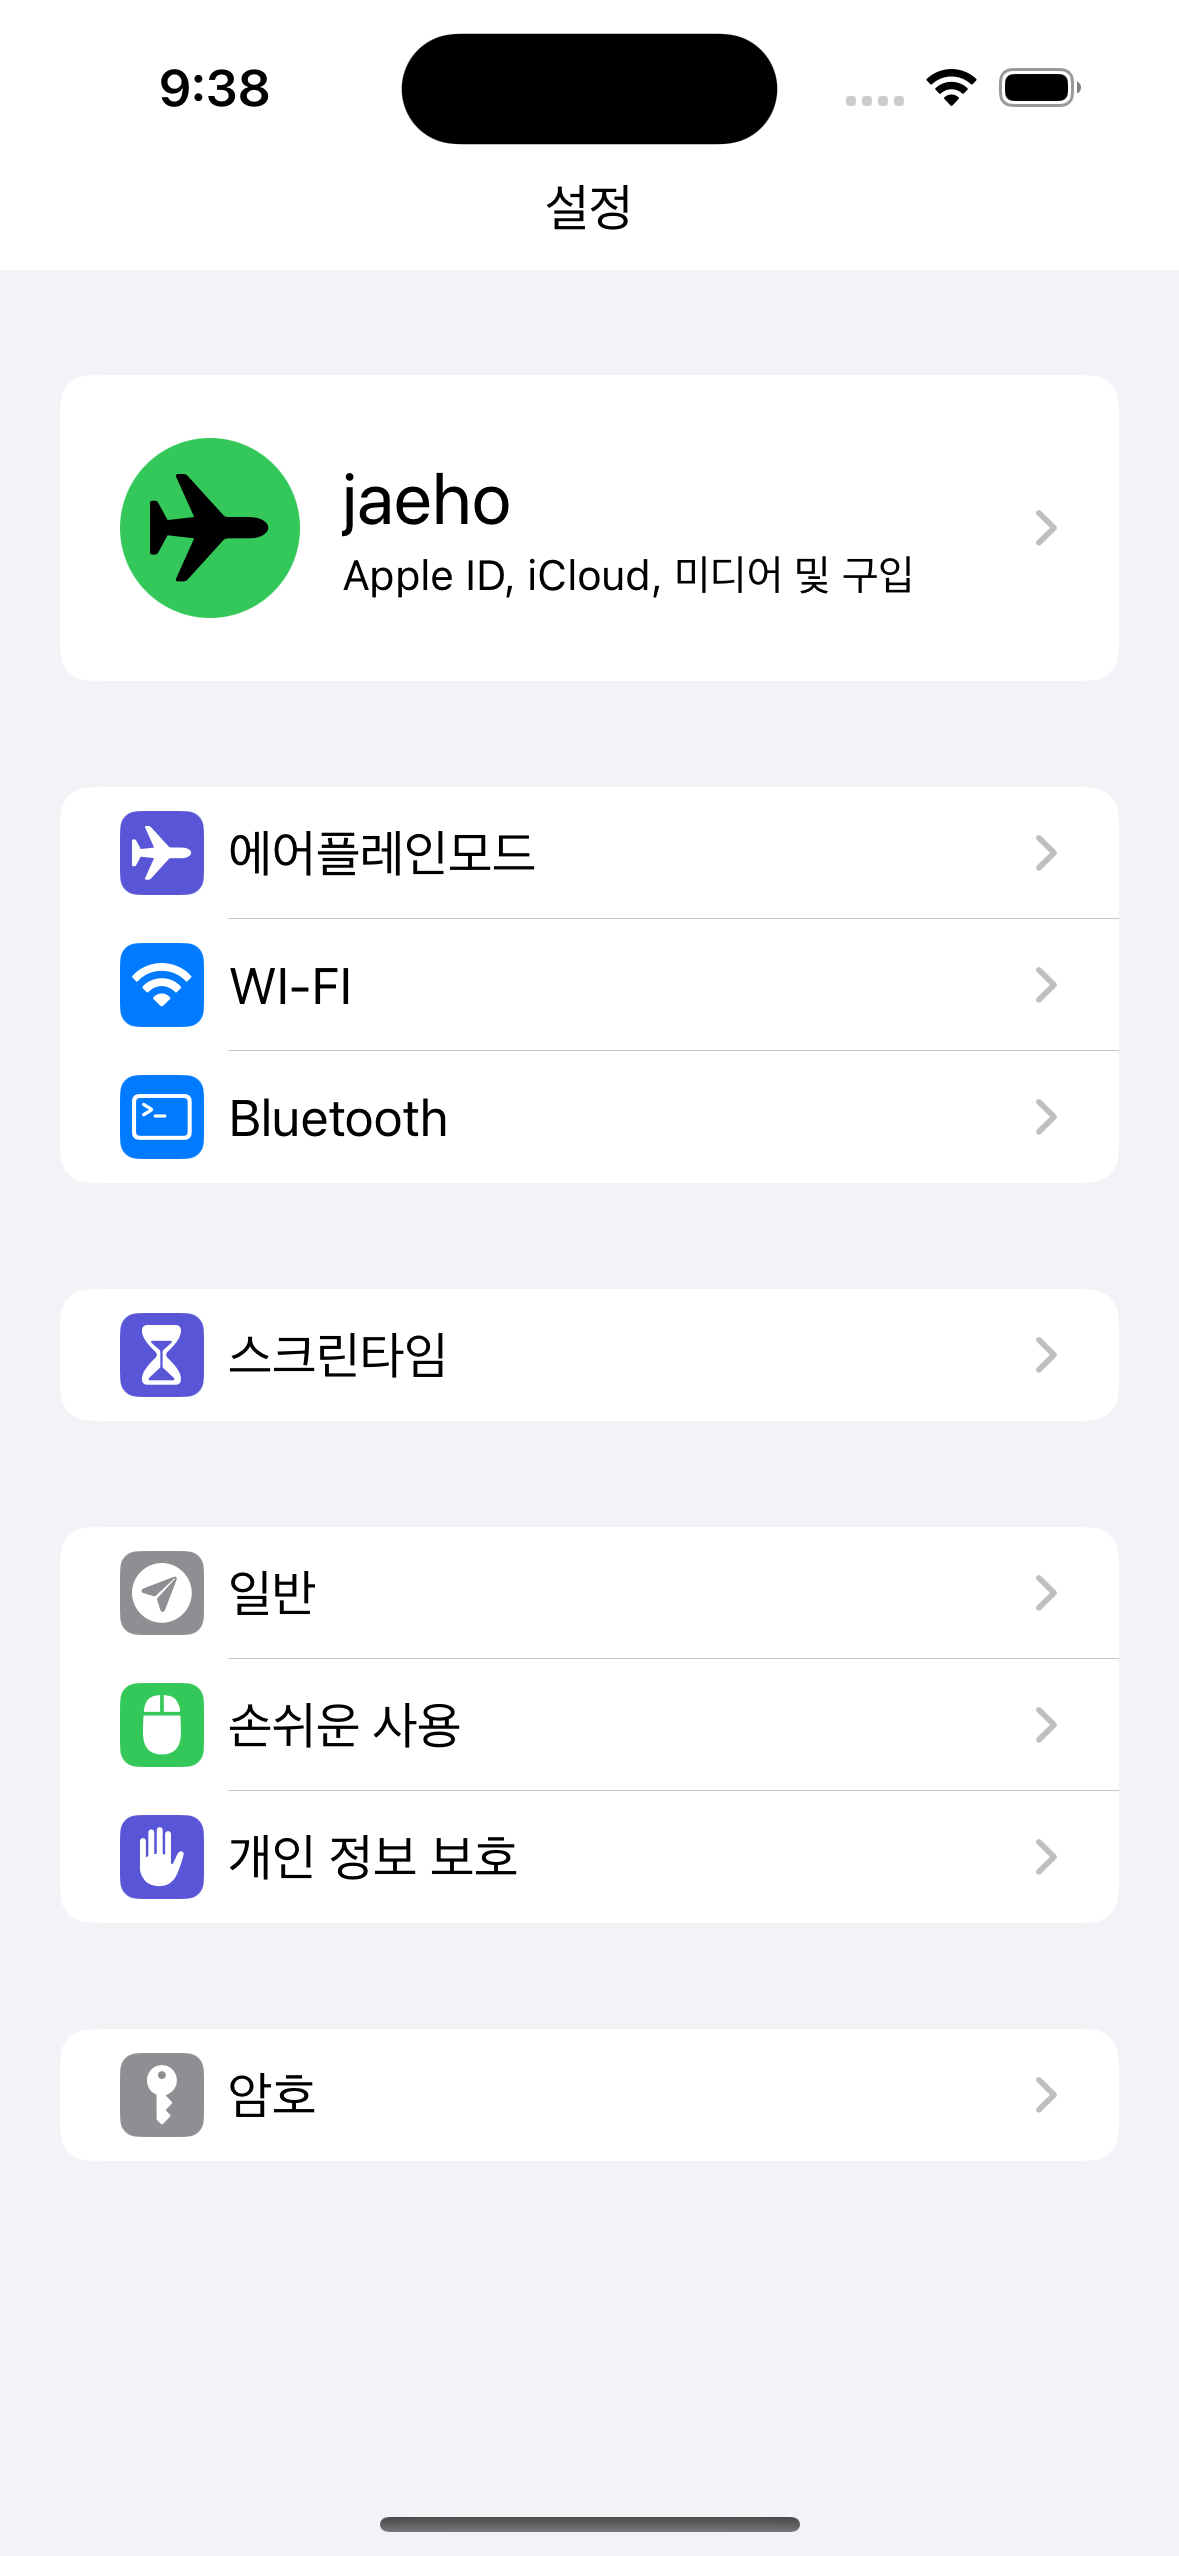 9:38
설정
jaeho
Apple ID, iCloud, 미디어 및 구입
에어플레인모드
WI-FI
Bluetooth
스크린타임
일반
손쉬운 사용
개인 정보 보호
암호